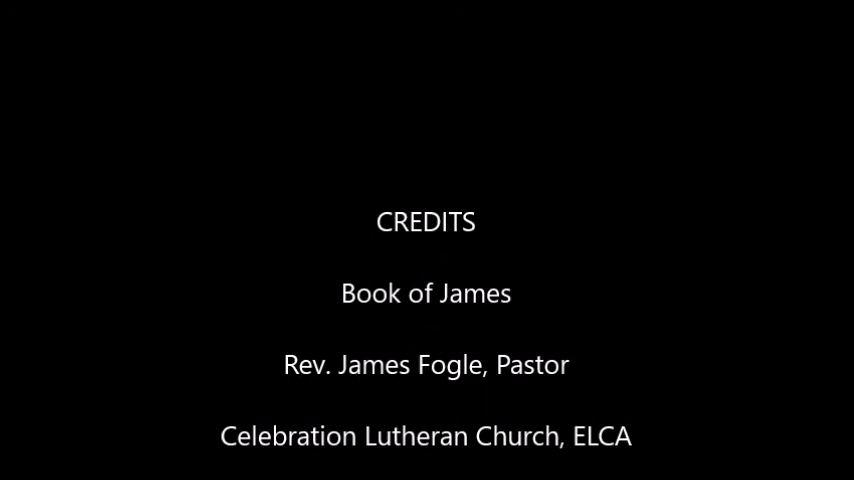 CREDITS
Book of James
Rev. James Fogle, Pastor
Celebration Lutheran Church, ELCA